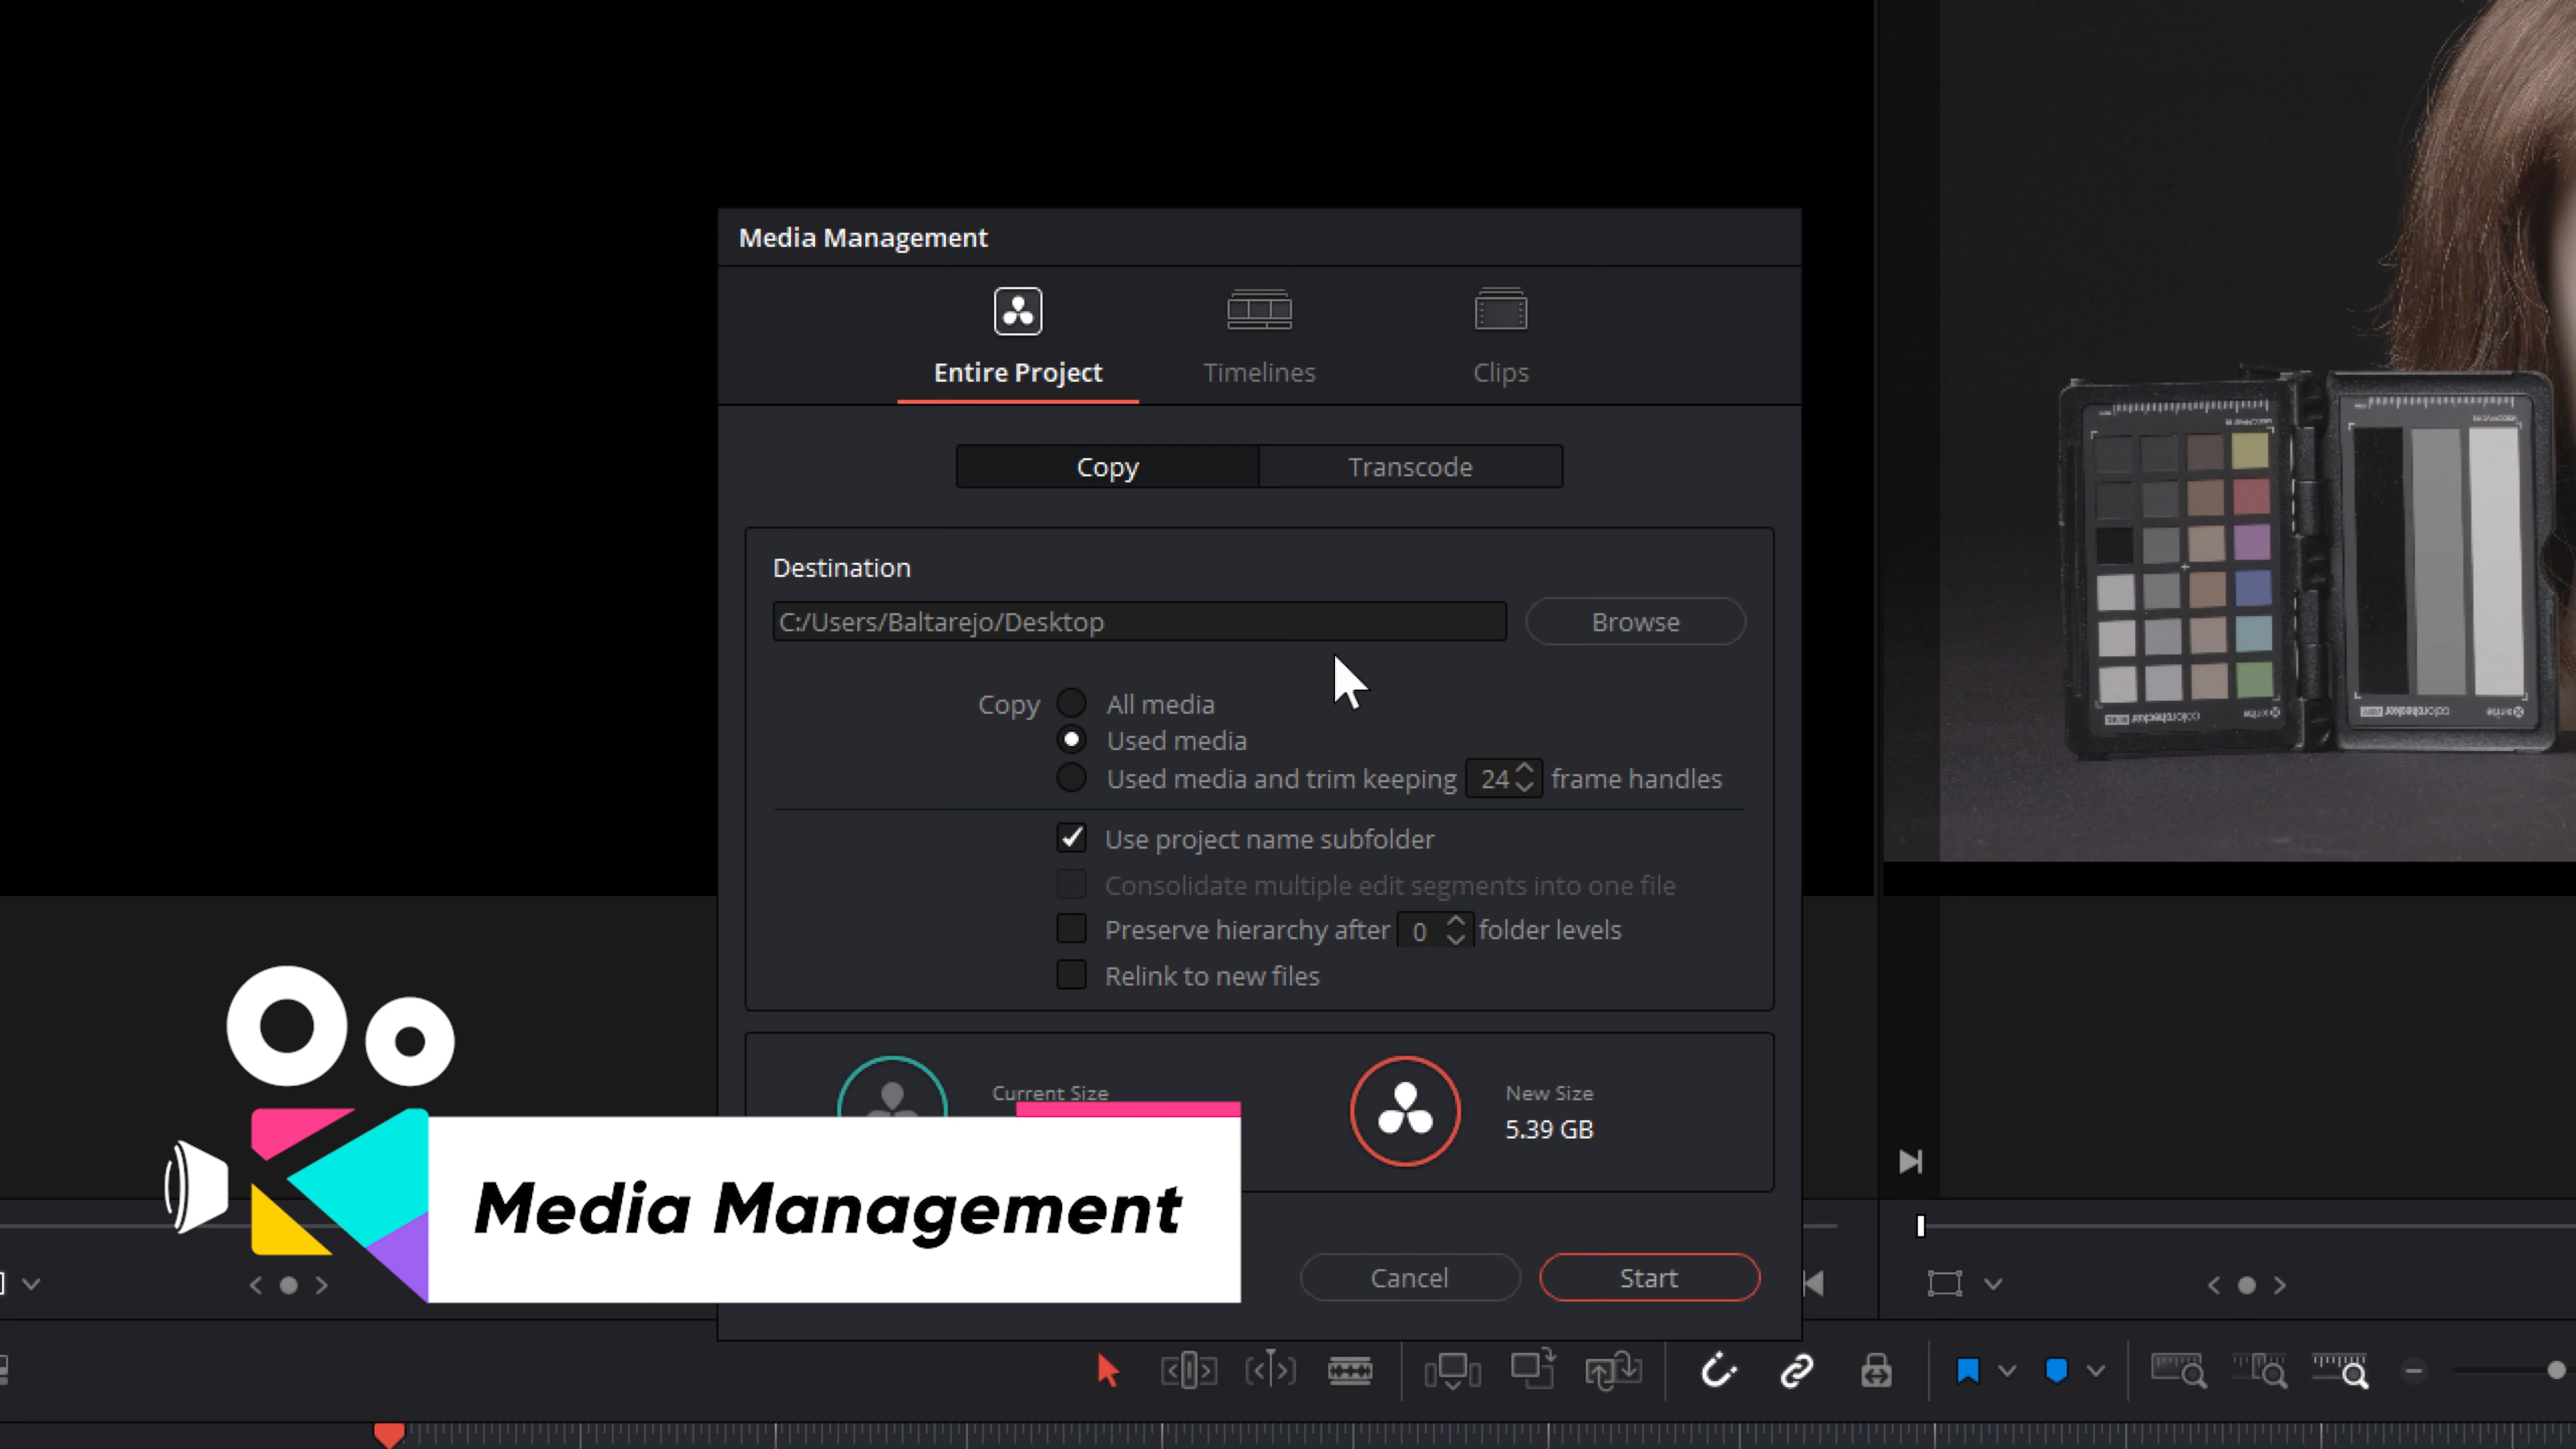 Media Management
Entire Project
Timelines
Clips
Copy
Transcode
Destination
C:/Users/Baltarejo/Desktop
Browse
Copy
All media
Used media
Used media and trim keeping 24 frame handles
Use project name subfolder
Consolidate multiple edit segments into one file
Preserve hierarchy after 0 folder levels
Relink to new files
Current Size
New Size
5.39 GB
Media Management
Cancel
Start